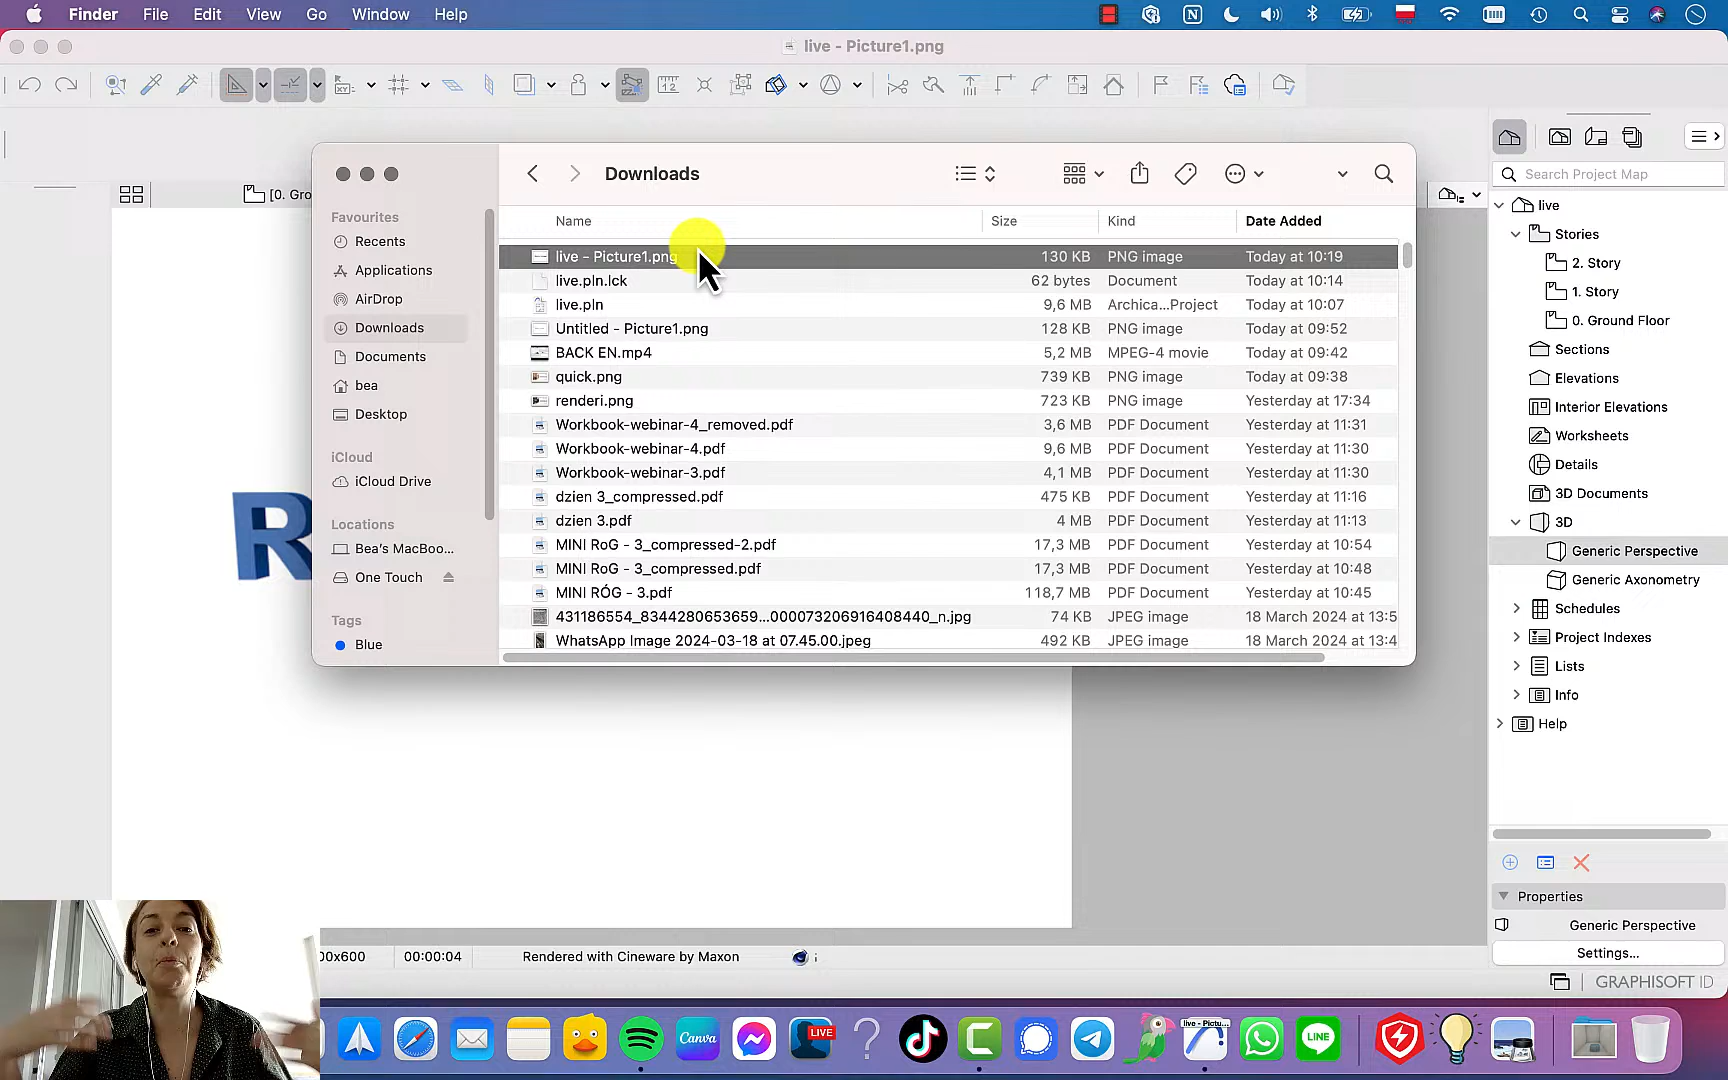 Finder File Edit View Go Window Help
live - Picture1.png
Downloads
Search Project Map
[0. Gro
Favourites
Recents
Applications
AirDrop
Downloads
Documents
bea
Desktop
iCloud
iCloud Drive
Locations
Bea's MacBoo...
One Touch
Tags
Blue
Name Size Kind Date Added
live - Picture1.png 130 KB PNG image Today at 10:19
live.pln.lck 62 bytes Document Today at 10:14
live.pln 9,6 MB Archica...Project Today at 10:07
Untitled - Picture1.png 128 KB PNG image Today at 09:52
BACK EN.mp4 5,2 MB MPEG-4 movie Today at 09:42
quick.png 739 KB PNG image Today at 09:38
renderi.png 723 KB PNG image Yesterday at 17:34
Workbook-webinar-4_removed.pdf 3,6 MB PDF Document Yesterday at 11:31
Workbook-webinar-4.pdf 9,6 MB PDF Document Yesterday at 11:30
Workbook-webinar-3.pdf 4,1 MB PDF Document Yesterday at 11:30
dzien 3_compressed.pdf 475 KB PDF Document Yesterday at 11:16
dzien 3.pdf 4 MB PDF Document Yesterday at 11:13
MINI RoG - 3_compressed-2.pdf 17,3 MB PDF Document Yesterday at 10:54
MINI RoG - 3_compressed.pdf 17,3 MB PDF Document Yesterday at 10:48
MINI RÓG - 3.pdf 118,7 MB PDF Document Yesterday at 10:45
431186554_8344280653659...000073206916408440_n.jpg 74 KB JPEG image 18 March 2024 at 13:5
WhatsApp Image 2024-03-18 at 07.45.00.jpeg 492 KB JPEG image 18 March 2024 at 13:4
live
Stories
2. Story
1. Story
0. Ground Floor
Sections
Elevations
Interior Elevations
Worksheets
Details
3D Documents
3D
Generic Perspective
Generic Axonometry
Schedules
Project Indexes
Lists
Info
Help
Properties
Generic Perspective
Settings...
GRAPHISOFT ID
R
00x600 00:00:04 Rendered with Cineware by Maxon i
Canva
LIVE
live - Pictu...
LINE